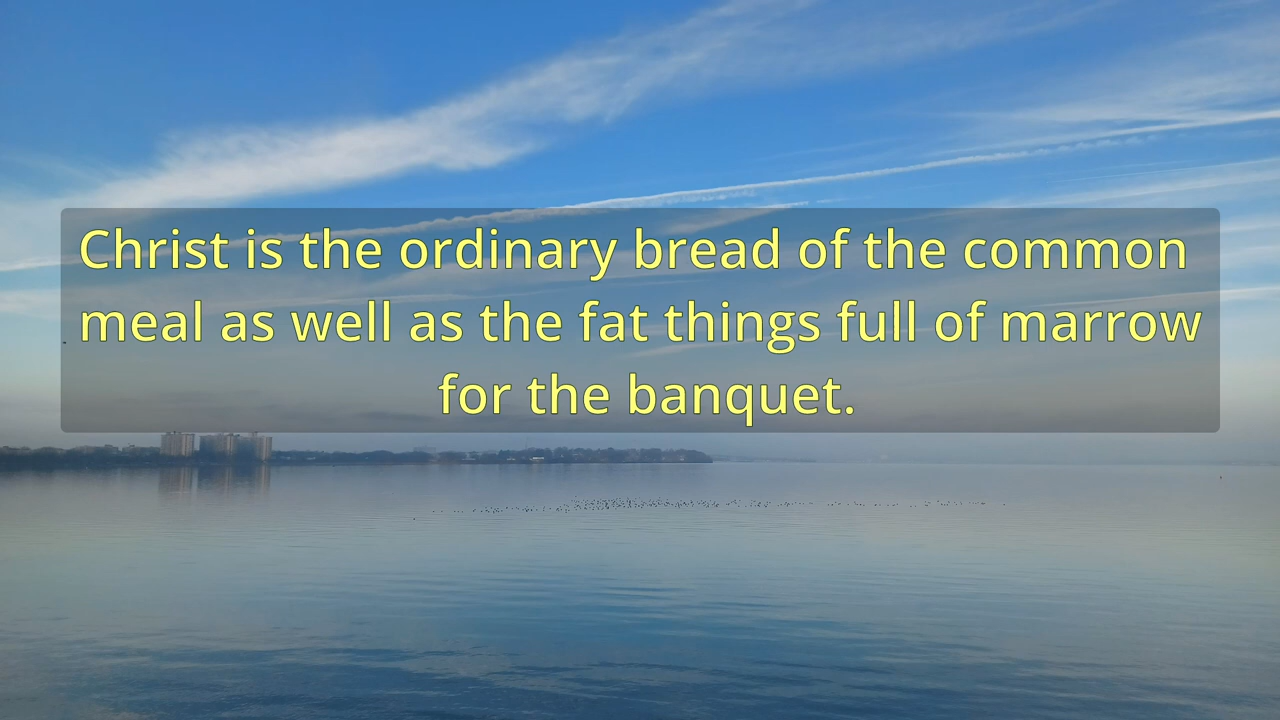 Christ is the ordinary bread of the common
meal as well as the fat things full of marrow
for the banquet.